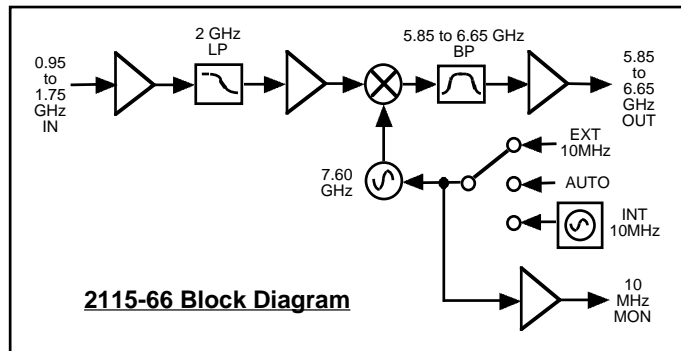 0.95
to
1.75
GHz
IN
2 GHz
LP
5.85 to 6.65 GHz
BP
5.85
to
6.65
GHz
OUT
7.60
GHz
EXT
10MHz
AUTO
INT
10MHz
10
MHz
MON
2115-66 Block Diagram